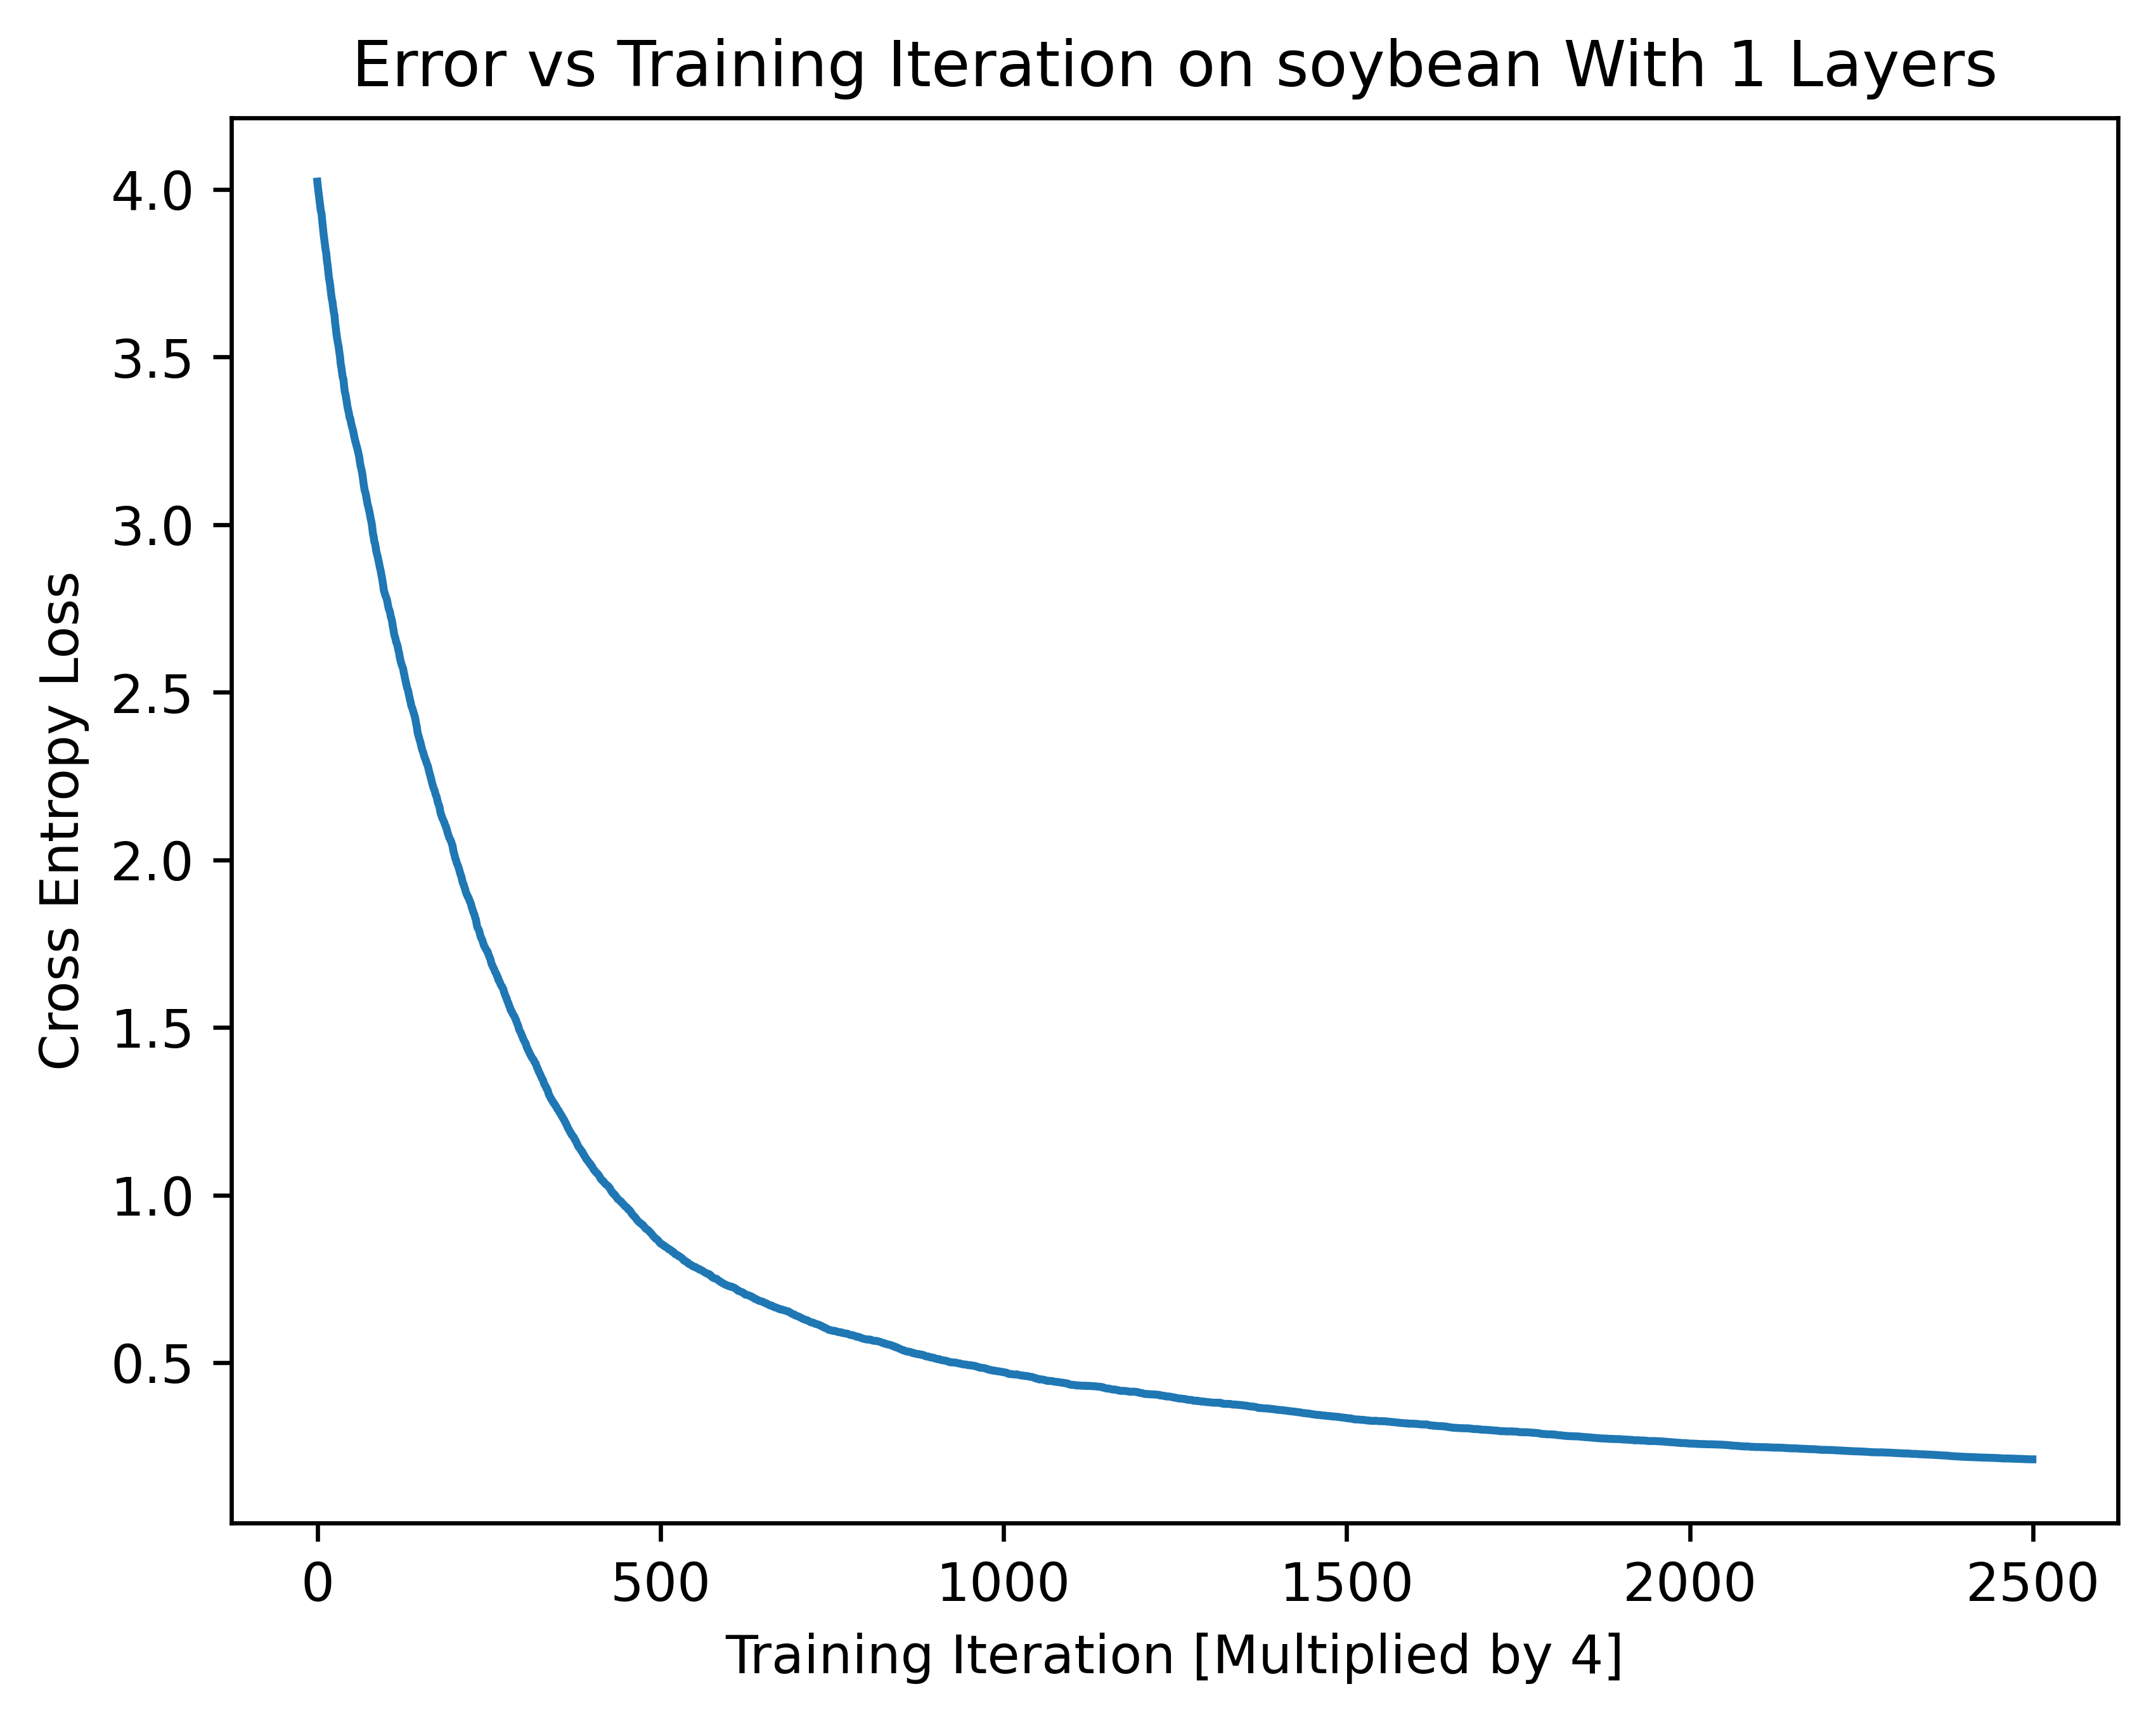 Error vs Training Iteration on soybean With 1 Layers
Cross Entropy Loss
4.0
3.5
3.0
2.5
2.0
1.5
1.0
0.5
0 500 1000 1500 2000 2500
Training Iteration [Multiplied by 4]